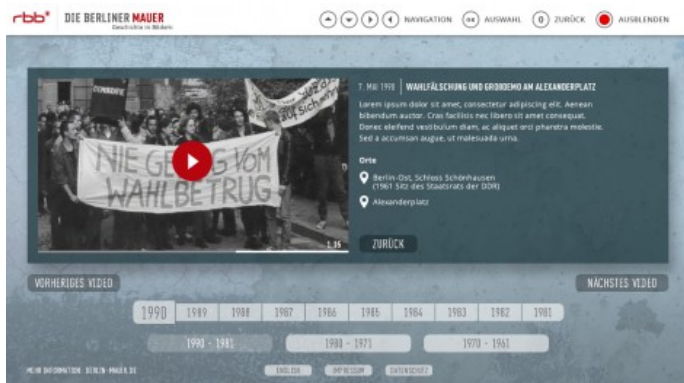 rbb*
DIE BERLINER MAUER
Geschichte in Bildern
NAVIGATION
OK AUSWAHL
0 ZURÜCK
AUSBLENDEN
7. MAI 1990 WAHLFÄLSCHUNG UND GROßDEMO AM ALEXANDERPLATZ
Lorem ipsum dolor sit amet, consectetur adipiscing elit. Aenean
bibendum auctor. Cras facilisis nec libero sit amet consequat.
Donec eleifend vestibulum diam, ac aliquet orci pharetra molestie.
Sed a accumsan augue, ut malesuada urna.
Orte
Berlin-Ost, Schloss Schönhausen
(1961 Sitz des Staatsrats der DDR)
Alexanderplatz
NIE GENUG VOM
WAHLBETRUG
1:35
ZURÜCK
VORHERIGES VIDEO
NÄCHSTES VIDEO
1990 1989 1988 1987 1986 1985 1984 1983 1982 1981
1990 - 1981 1980 - 1971 1970 - 1961
MEHR INFORMATION: BERLIN-MAUER.DE
ENGLISH IMPRESSUM DATENSCHUTZ